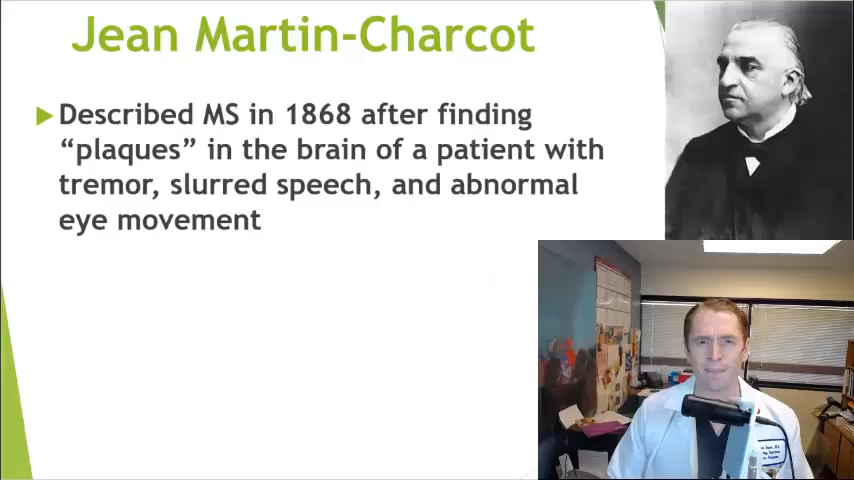 Jean Martin-Charcot
Described MS in 1868 after finding
“plaques” in the brain of a patient with
tremor, slurred speech, and abnormal
eye movement